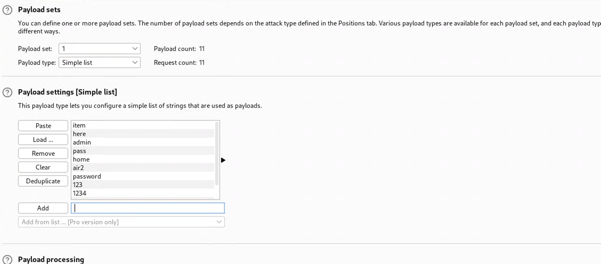 Payload sets
You can define one or more payload sets. The number of payload sets depends on the attack type defined in the Positions tab. Various payload types are available for each payload set, and each payload typ
different ways.
Payload set: 1 Payload count: 11
Payload type: Simple list Request count: 11
Payload settings [Simple list]
This payload type lets you configure a simple list of strings that are used as payloads.
Paste
Load ...
Remove
Clear
Deduplicate
item
here
admin
pass
home
air2
password
123
1234
Add
Add from list ... [Pro version only]
Payload processing